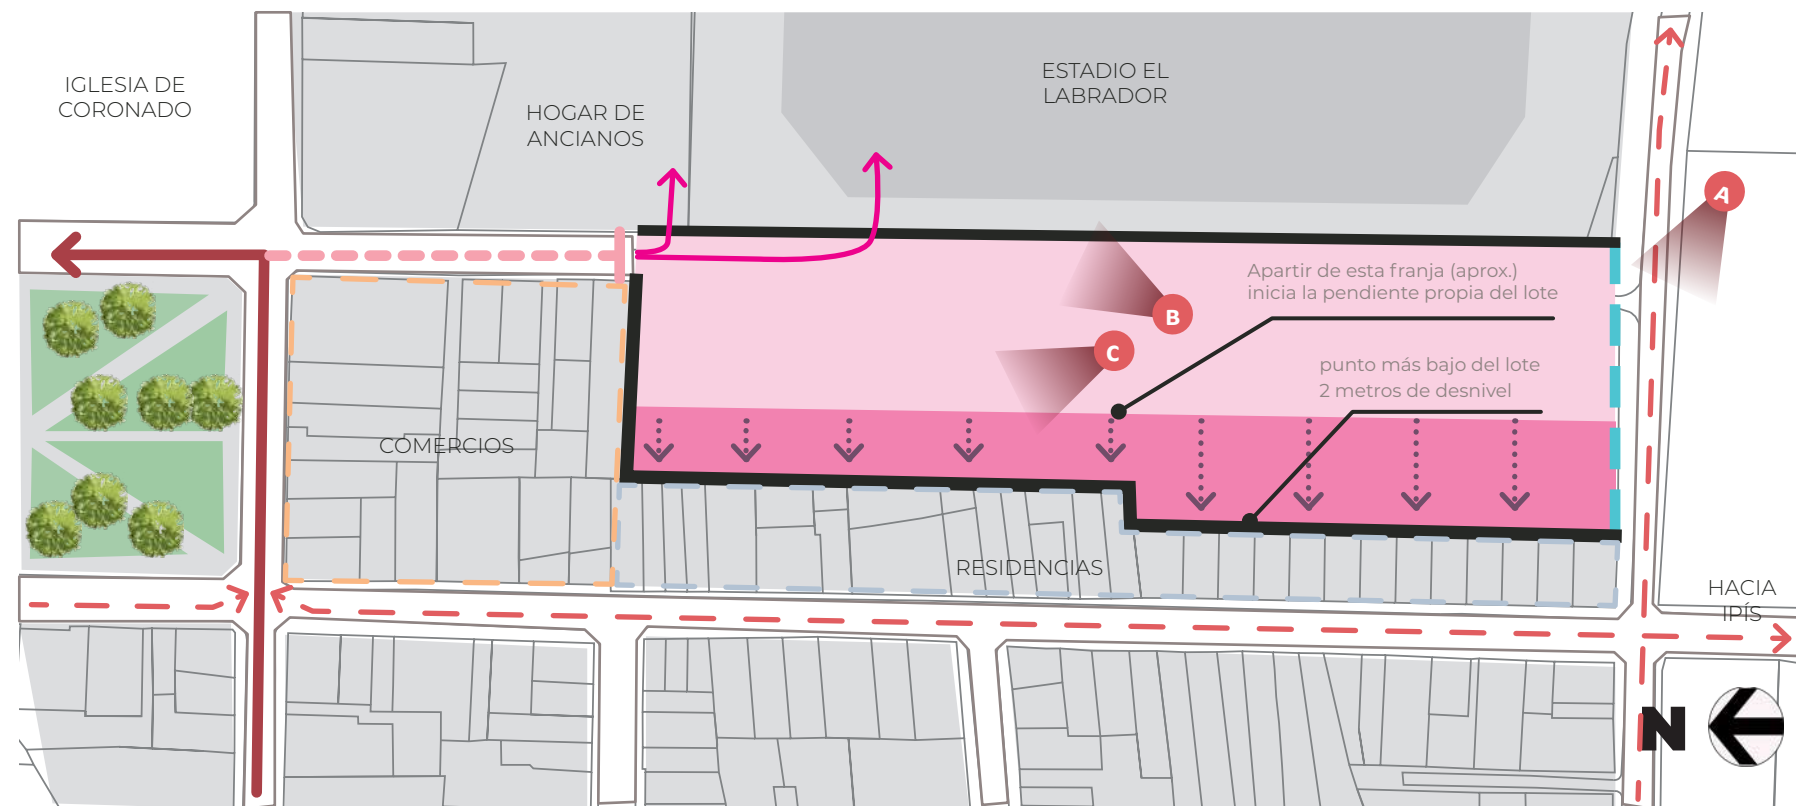 IGLESIA DE
CORONADO
HOGAR DE
ANCIANOS
ESTADIO EL
LABRADOR
A
Apartir de esta franja (aprox.)
inicia la pendiente propia del lote
B
C
punto más bajo del lote
2 metros de desnivel
COMERCIOS
RESIDENCIAS
HACIA
IPÍS
N